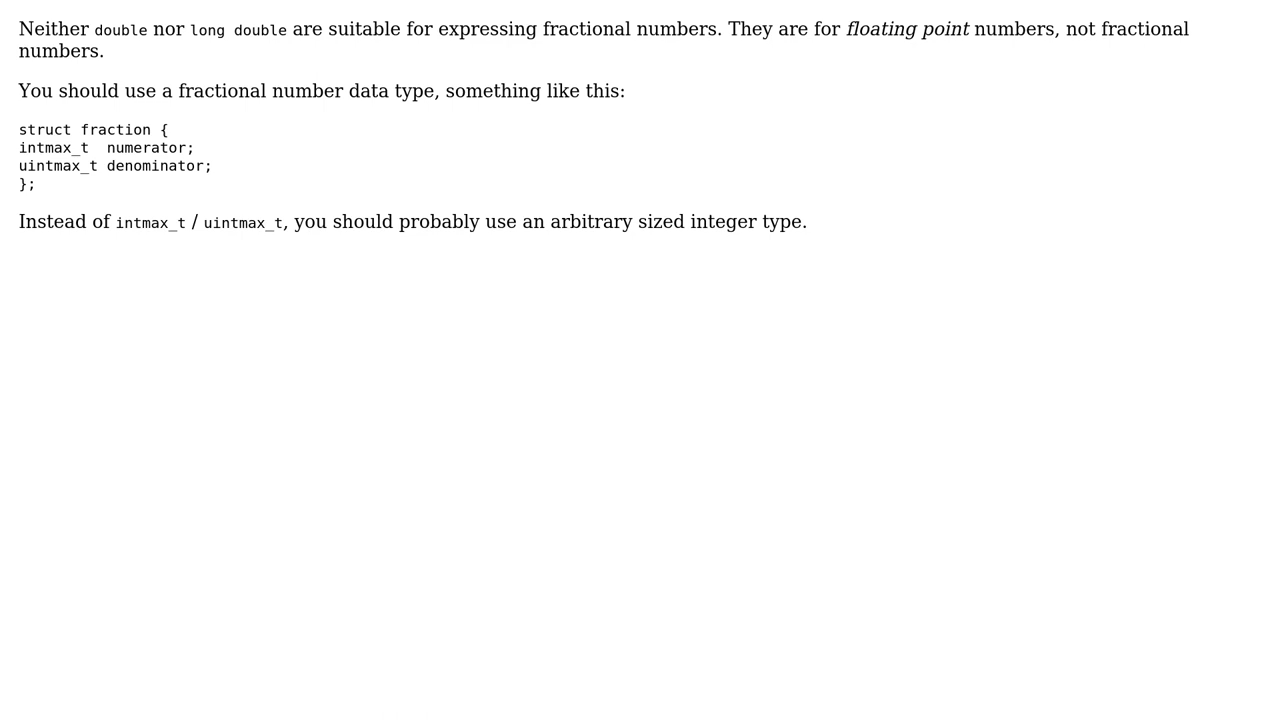 Neither double nor long double are suitable for expressing fractional numbers. They are for floating point numbers, not fractional
numbers.
You should use a fractional number data type, something like this:
struct fraction {
intmax_t  numerator;
uintmax_t denominator;
};
Instead of intmax_t / uintmax_t, you should probably use an arbitrary sized integer type.